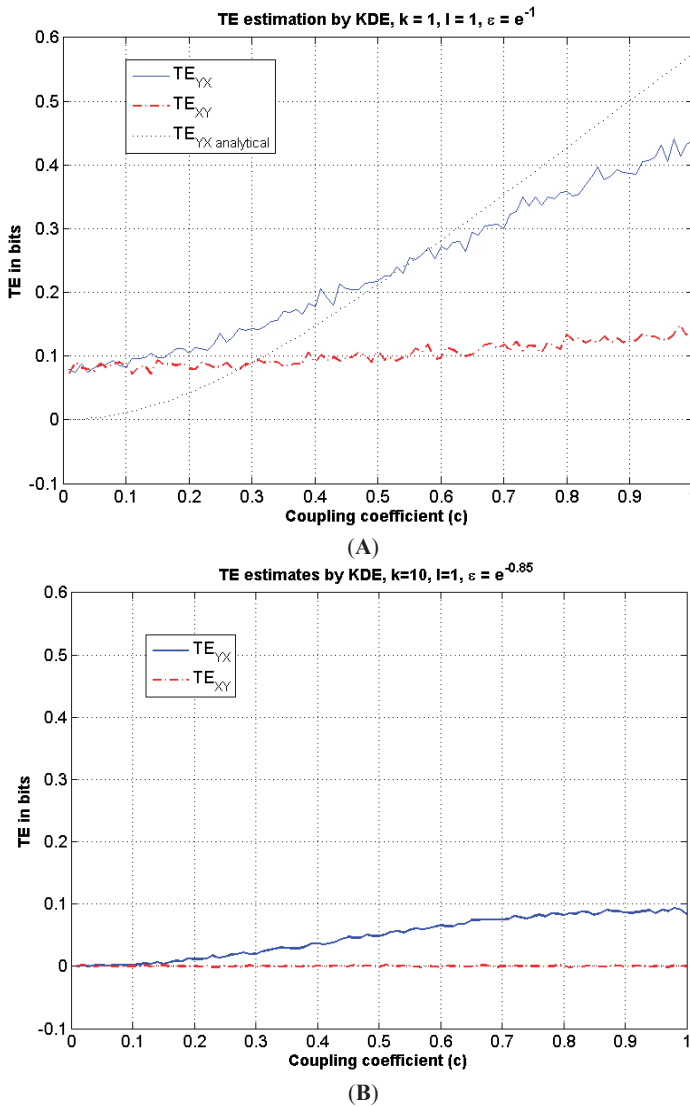 TE estimation by KDE, k = 1, l = 1, ε = e^-1
TE in bits
0.6
0.5
0.4
0.3
0.2
0.1
0
-0.1
TE_YX
TE_XY
TE_YX analytical
0 0.1 0.2 0.3 0.4 0.5 0.6 0.7 0.8 0.9
Coupling coefficient (c)
(A)
TE estimates by KDE, k=10, l=1, ε = e^-0.85
TE in bits
0.6
0.5
0.4
0.3
0.2
0.1
0
-0.1
TE_YX
TE_XY
0 0.1 0.2 0.3 0.4 0.5 0.6 0.7 0.8 0.9 1
Coupling coefficient (c)
(B)